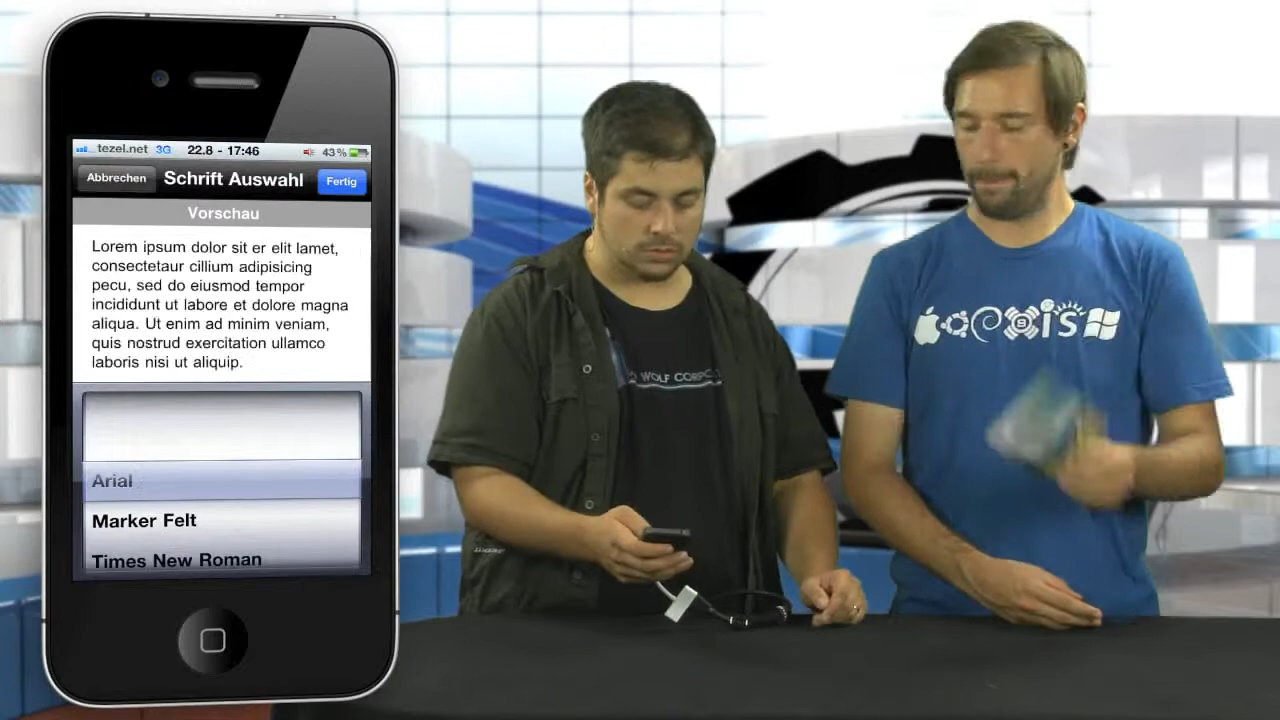 tezel.net 3G 22.8 - 17:46 43%
Abbrechen Schrift Auswahl Fertig
Vorschau
Lorem ipsum dolor sit er elit lamet,
consectetaur cillium adipisicing
pecu, sed do eiusmod tempor
incididunt ut labore et dolore magna
aliqua. Ut enim ad minim veniam,
quis nostrud exercitation ullamco
laboris nisi ut aliquip.
Arial
Marker Felt
Times New Roman
WOLF